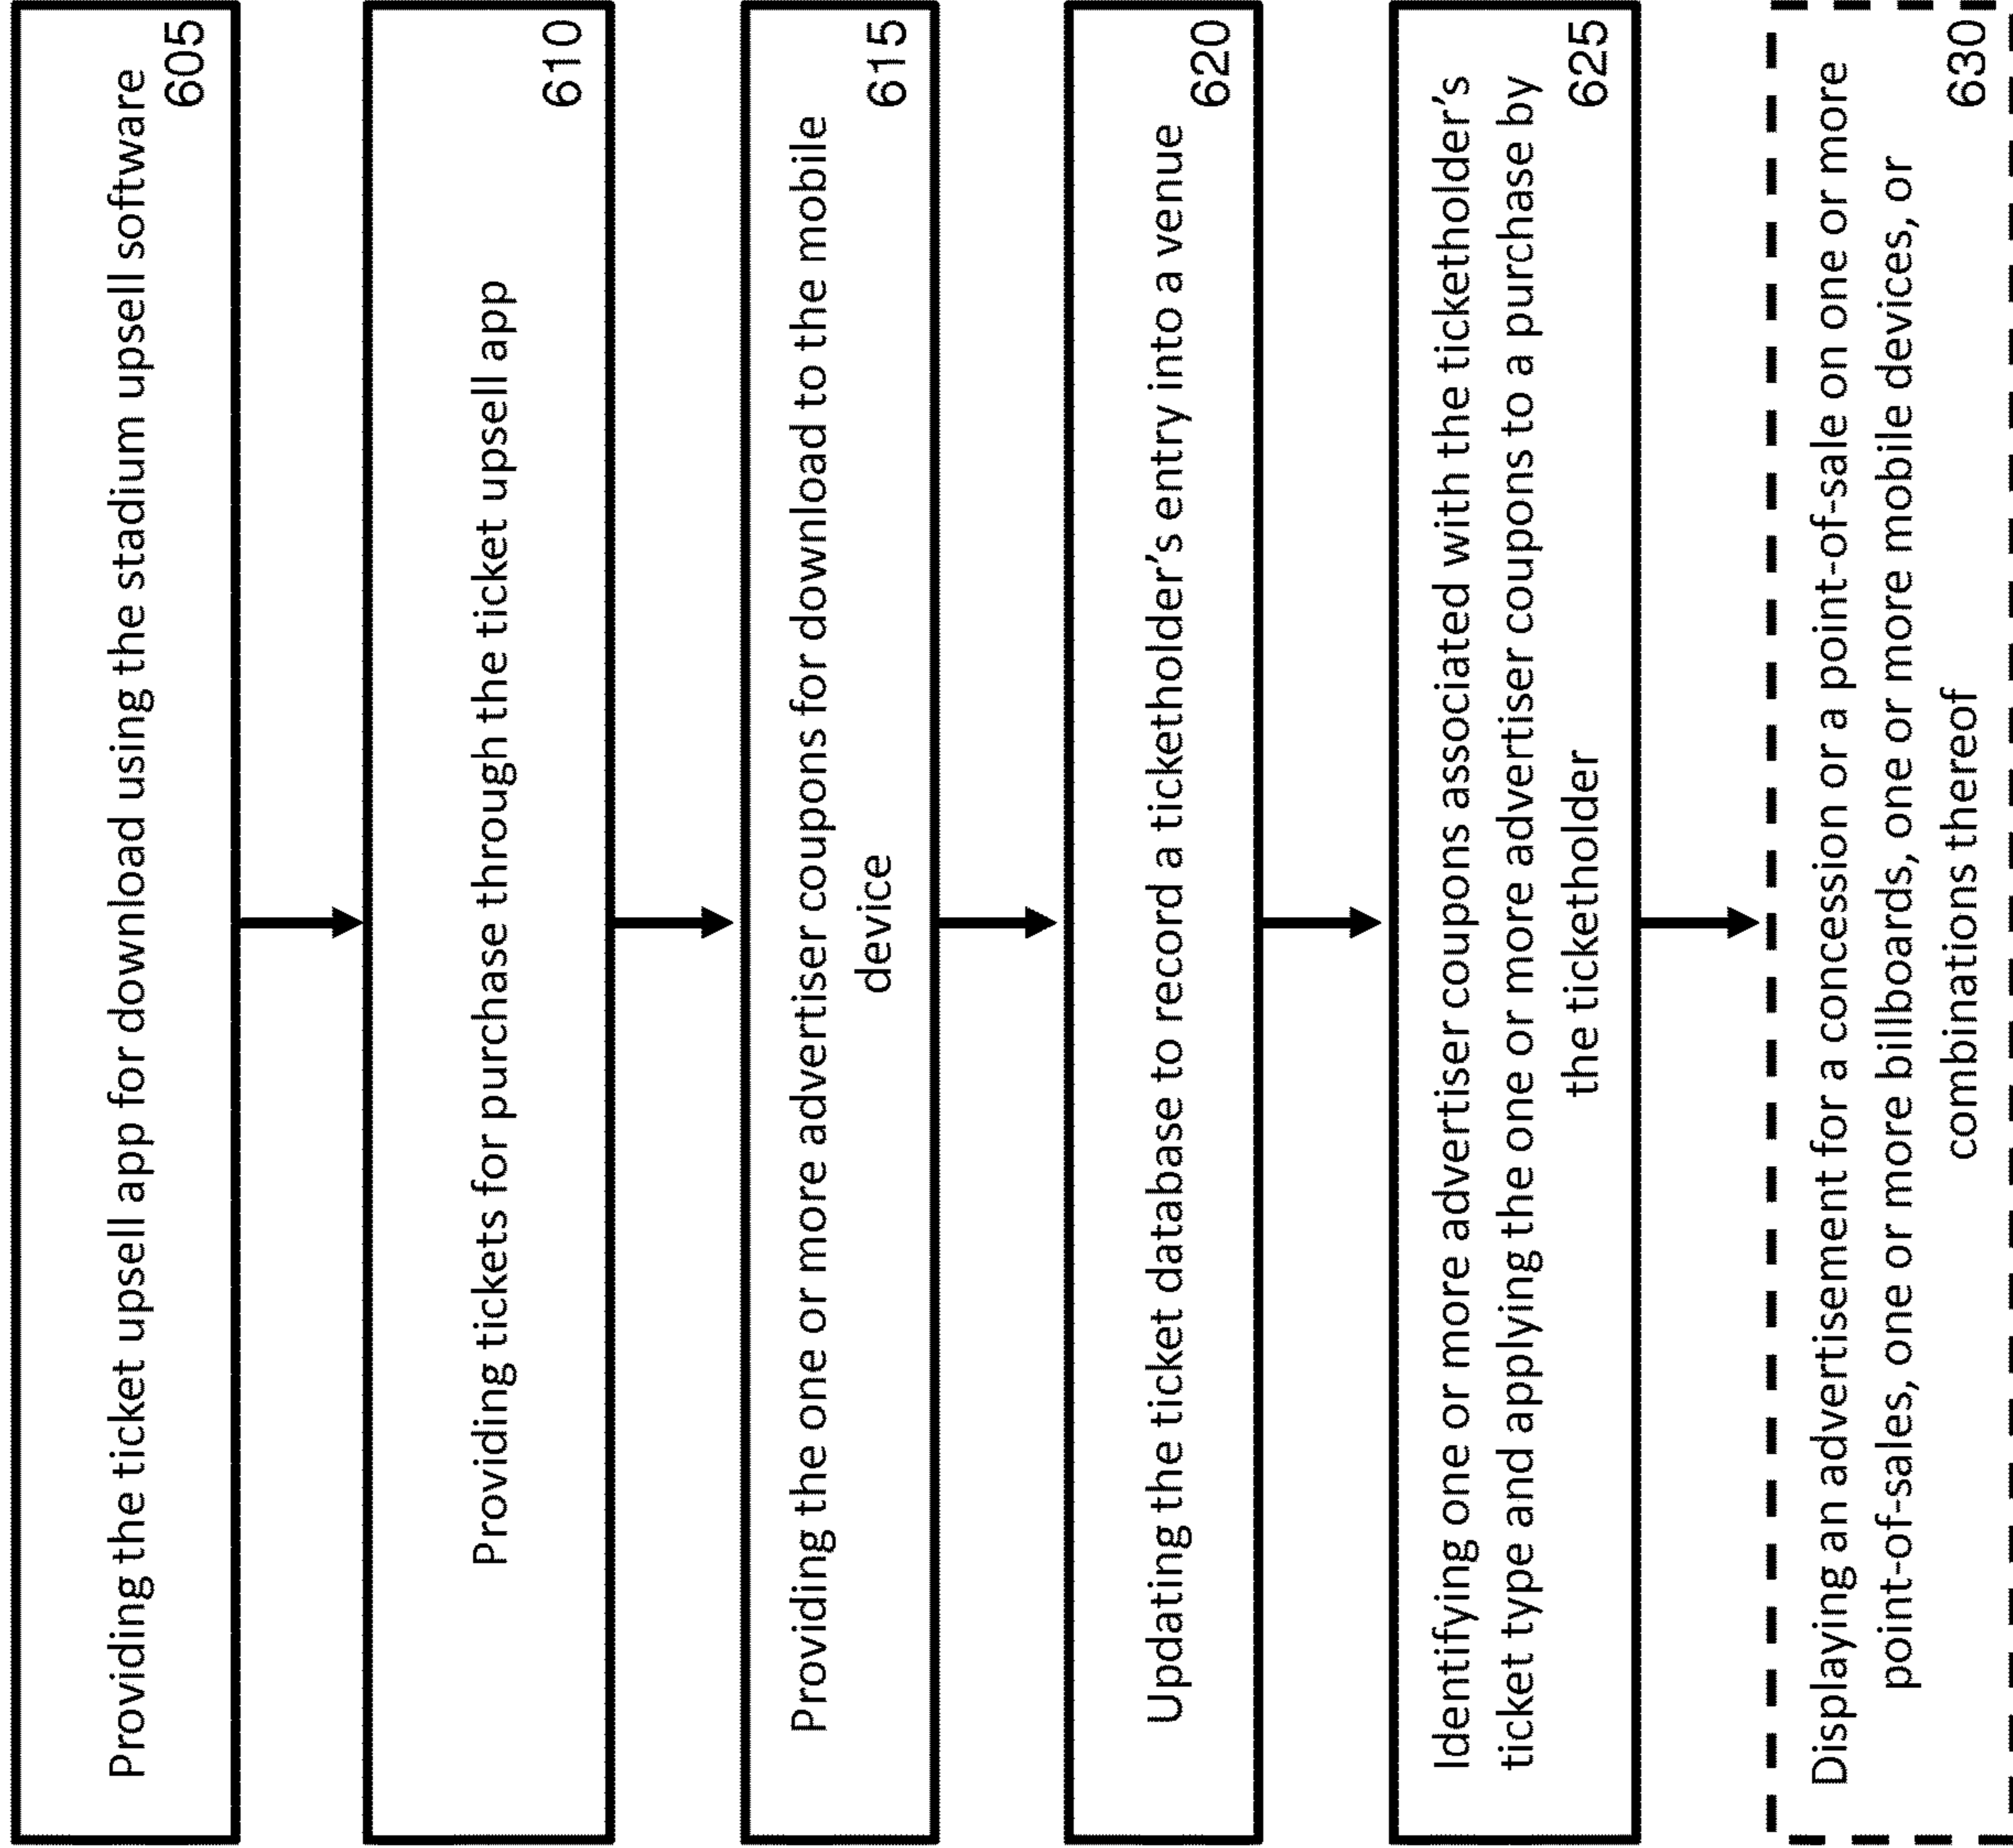 Providing the ticket upsell app for download using the stadium upsell software
605
Providing tickets for purchase through the ticket upsell app
610
Providing the one or more advertiser coupons for download to the mobile
device
615
Updating the ticket database to record a ticketholder's entry into a venue
620
Identifying one or more advertiser coupons associated with the ticketholder's
ticket type and applying the one or more advertiser coupons to a purchase by
the ticketholder
625
Displaying an advertisement for a concession or a point-of-sale on one or more
point-of-sales, one or more billboards, one or more mobile devices, or
combinations thereof
630